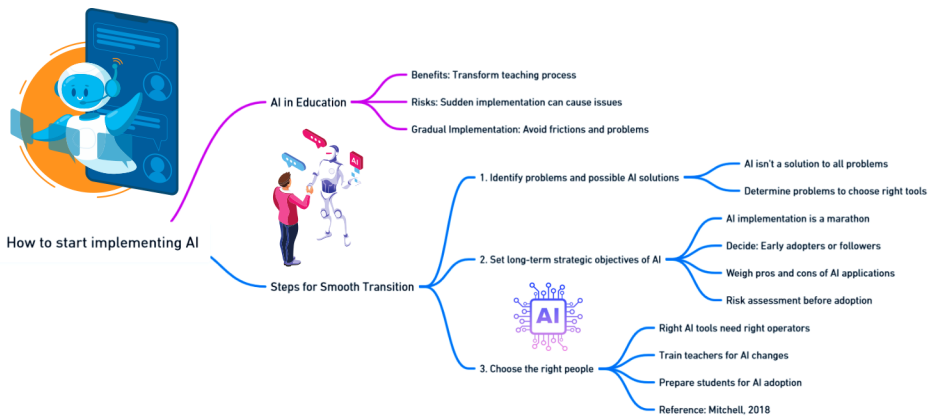 How to start implementing AI
AI in Education
Benefits: Transform teaching process
Risks: Sudden implementation can cause issues
Gradual Implementation: Avoid frictions and problems
AI
Steps for Smooth Transition
1. Identify problems and possible AI solutions
AI isn't a solution to all problems
Determine problems to choose right tools
2. Set long-term strategic objectives of AI
AI implementation is a marathon
Decide: Early adopters or followers
Weigh pros and cons of AI applications
Risk assessment before adoption
AI
3. Choose the right people
Right AI tools need right operators
Train teachers for AI changes
Prepare students for AI adoption
Reference: Mitchell, 2018